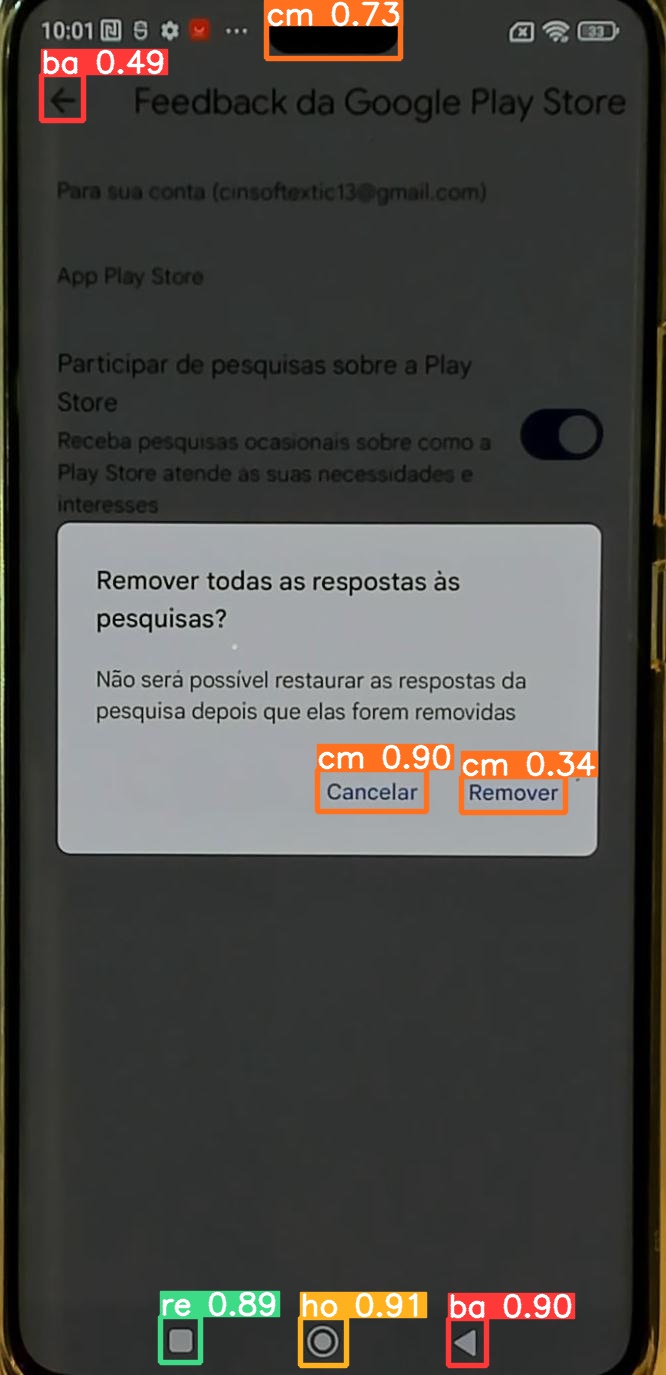 cm 0.73
10:01 ... 33
ba 0.49
Feedback da Google Play Store
Para sua conta (cinsoftextic13@gmail.com)
App Play Store
Participar de pesquisas sobre a Play
Store
Receba pesquisas ocasionais sobre como a
Play Store atende as suas necessidades e
interesses
Remover todas as respostas às
pesquisas?
Não será possível restaurar as respostas da
pesquisa depois que elas forem removidas
cm 0.90 cm 0.34
Cancelar Remover
re 0.89 ho 0.91 ba 0.90